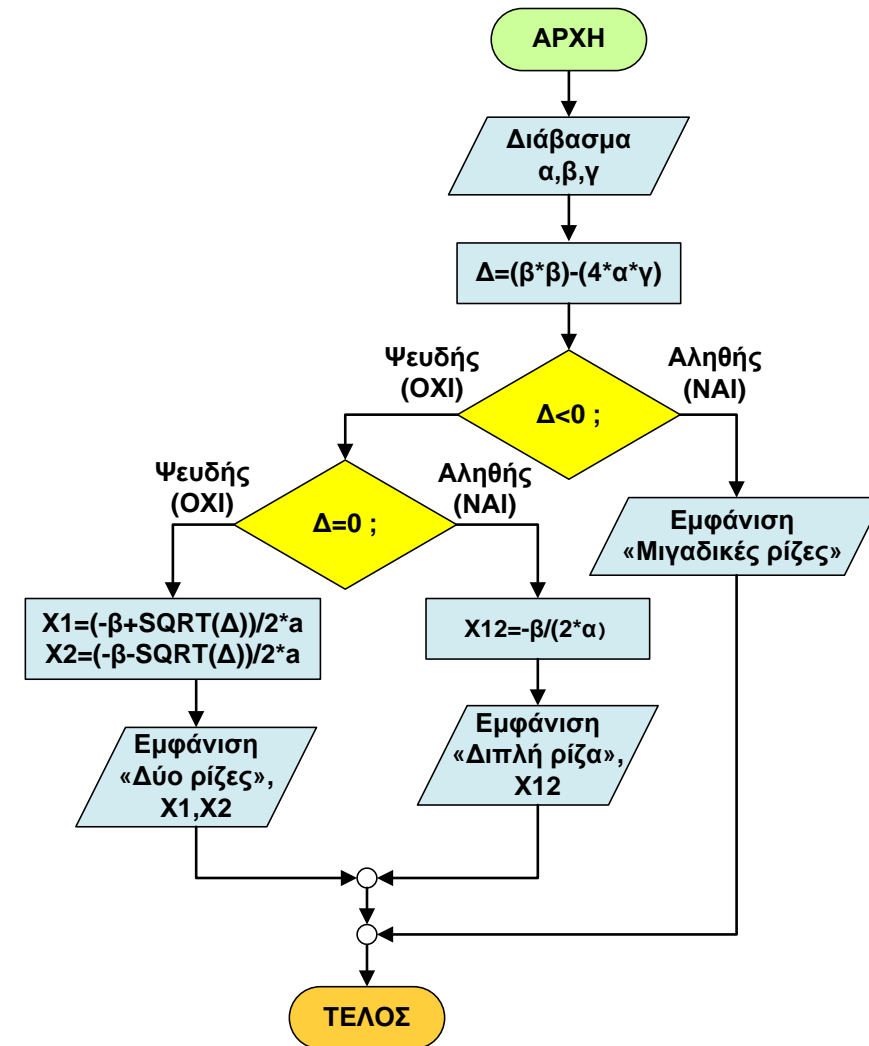 ΑΡΧΗ
Διάβασμα
α,β,γ
Δ=(β*β)-(4*α*γ)
Ψευδής
(ΟΧΙ)
Αληθής
(ΝΑΙ)
Δ<0 ;
Ψευδής
(ΟΧΙ)
Αληθής
(ΝΑΙ)
Δ=0 ;
Εμφάνιση
«Μιγαδικές ρίζες»
X1=(-β+SQRT(Δ))/2*a
X2=(-β-SQRT(Δ))/2*a
X12=-β/(2*α)
Εμφάνιση
«Δύο ρίζες»,
X1,X2
Εμφάνιση
«Διπλή ρίζα»,
X12
ΤΕΛΟΣ